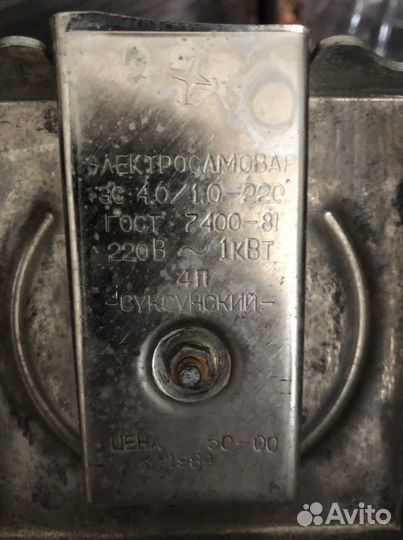 ЭЛЕКТРОСАМОВАР
ЭС 4.0/1.0-220
ГОСТ 7400-81
220В ~ 1кВт
4Л
-СУКСУНСКИЙ-
ЦЕНА 50-00
1989
Avito